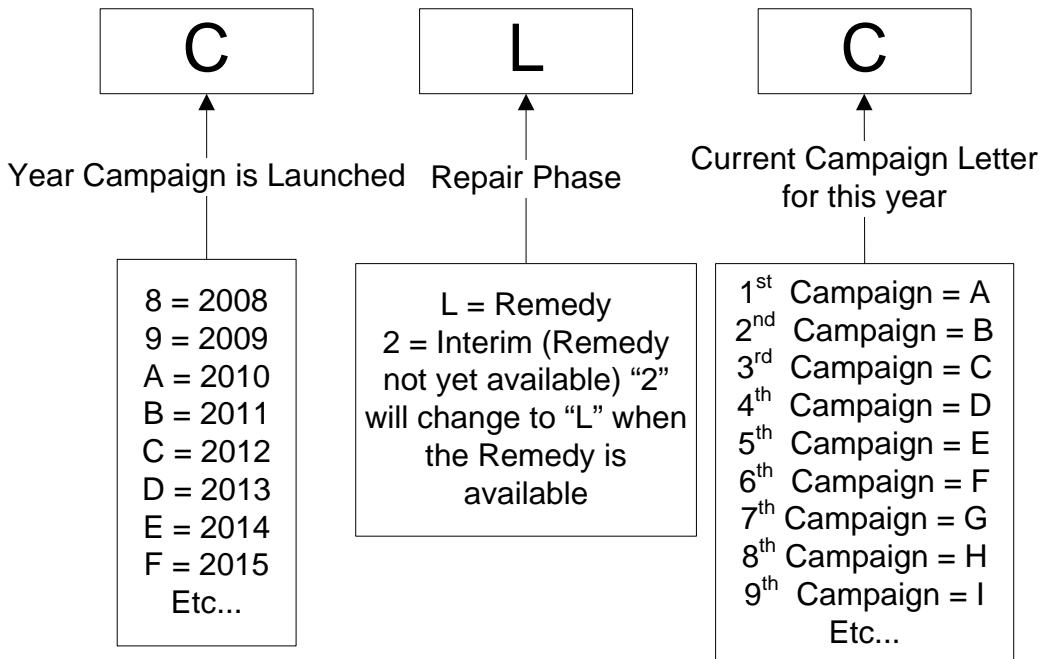 C
L
C
Year Campaign is Launched
Repair Phase
Current Campaign Letter
for this year
8 = 2008
9 = 2009
A = 2010
B = 2011
C = 2012
D = 2013
E = 2014
F = 2015
Etc...
L = Remedy
2 = Interim (Remedy
not yet available) “2”
will change to “L” when
the Remedy is
available
1st Campaign = A
2nd Campaign = B
3rd Campaign = C
4th Campaign = D
5th Campaign = E
6th Campaign = F
7th Campaign = G
8th Campaign = H
9th Campaign = I
Etc...